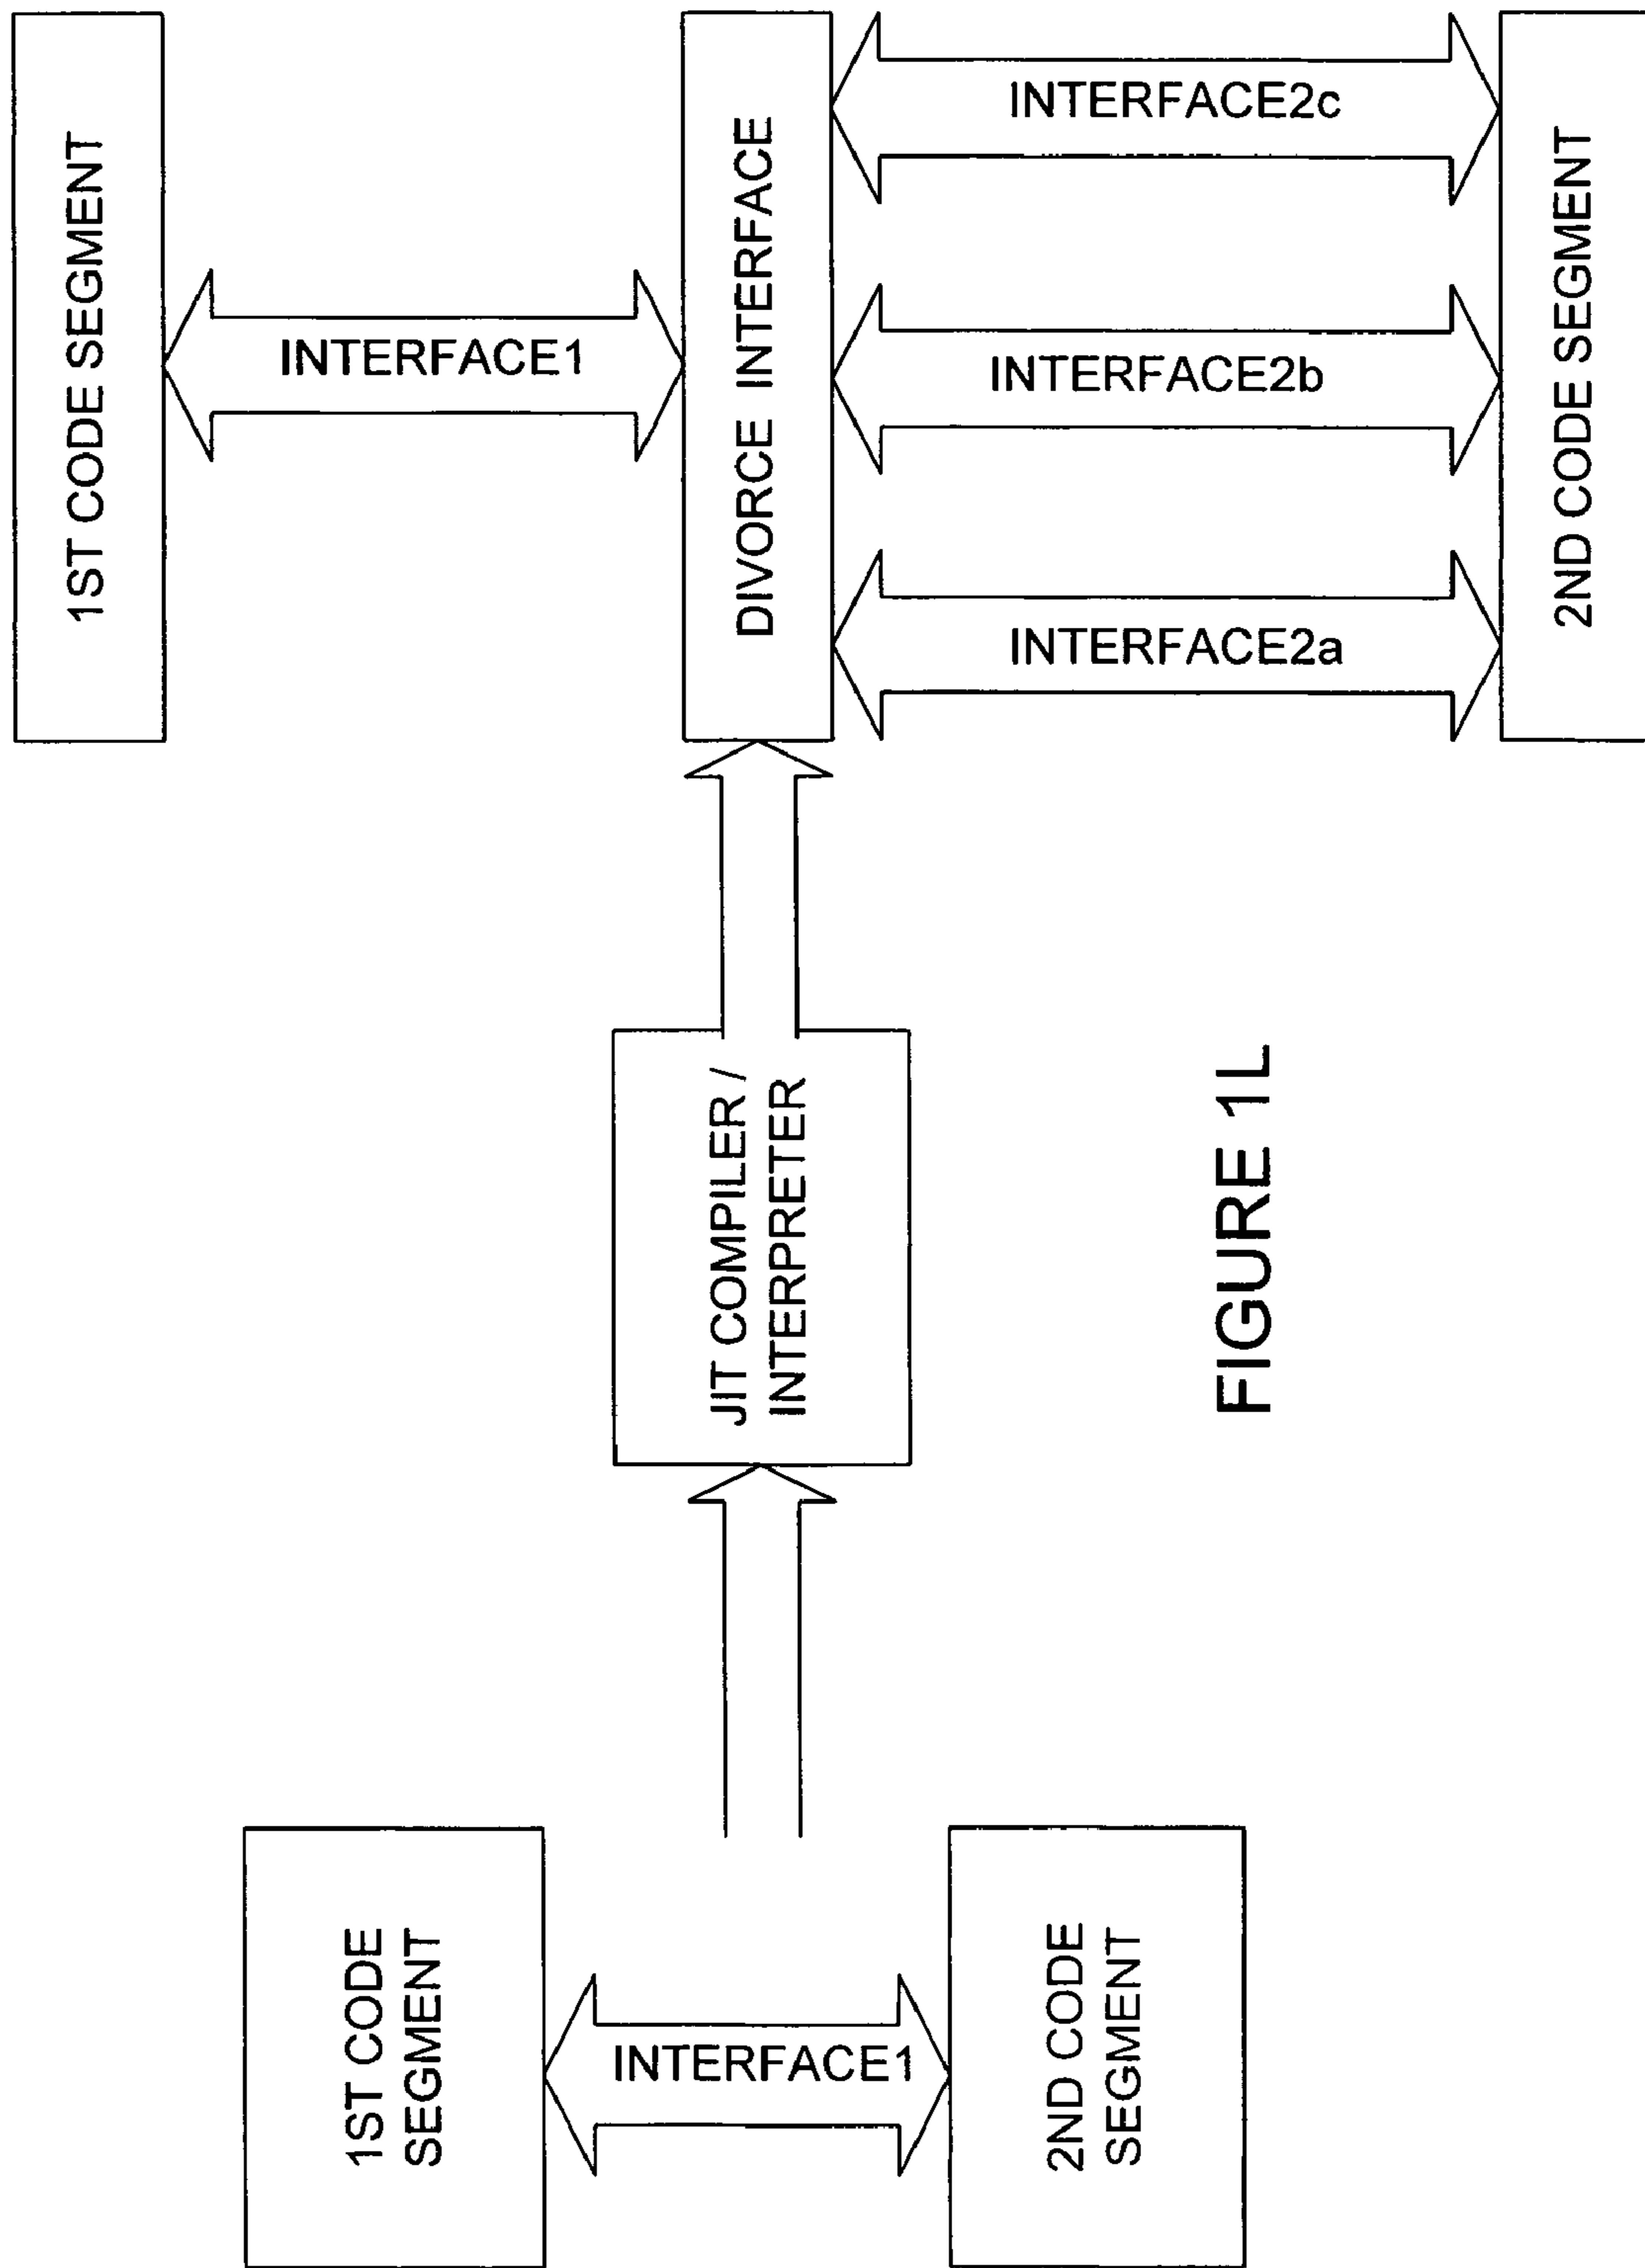 1ST CODE SEGMENT
INTERFACE1
DIVORCE INTERFACE
INTERFACE2a
INTERFACE2b
INTERFACE2c
2ND CODE SEGMENT
JIT COMPILER /
INTERPRETER
1ST CODE
SEGMENT
INTERFACE1
2ND CODE
SEGMENT
FIGURE 1L